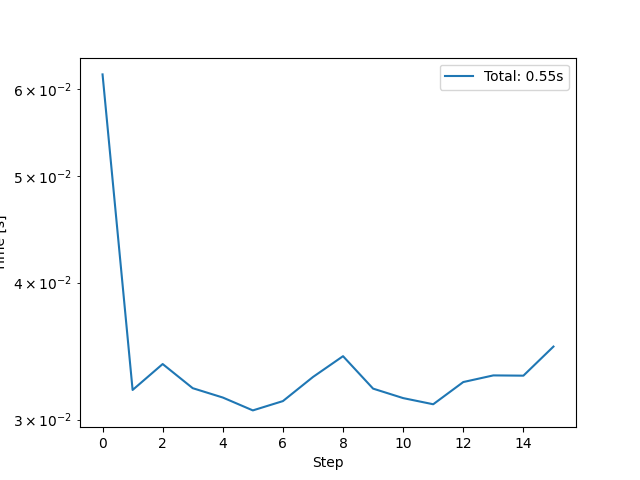 Total: 0.55s
6 × 10⁻²
5 × 10⁻²
4 × 10⁻²
3 × 10⁻²
[s]
0 2 4 6 8 10 12 14
Step